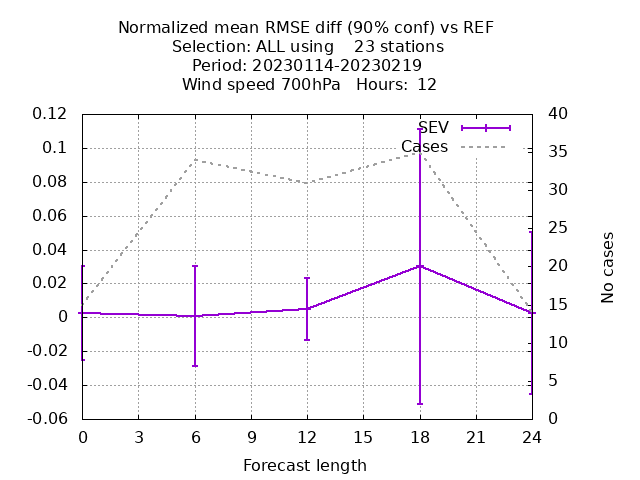 Normalized mean RMSE diff (90% conf) vs REF
Selection: ALL using    23 stations
Period: 20230114-20230219
Wind speed 700hPa   Hours:  12
SEV
Cases
0.12
0.1
0.08
0.06
0.04
0.02
0
-0.02
-0.04
-0.06
40
35
30
25
20
15
10
5
0
No cases
0 3 6 9 12 15 18 21 24
Forecast length